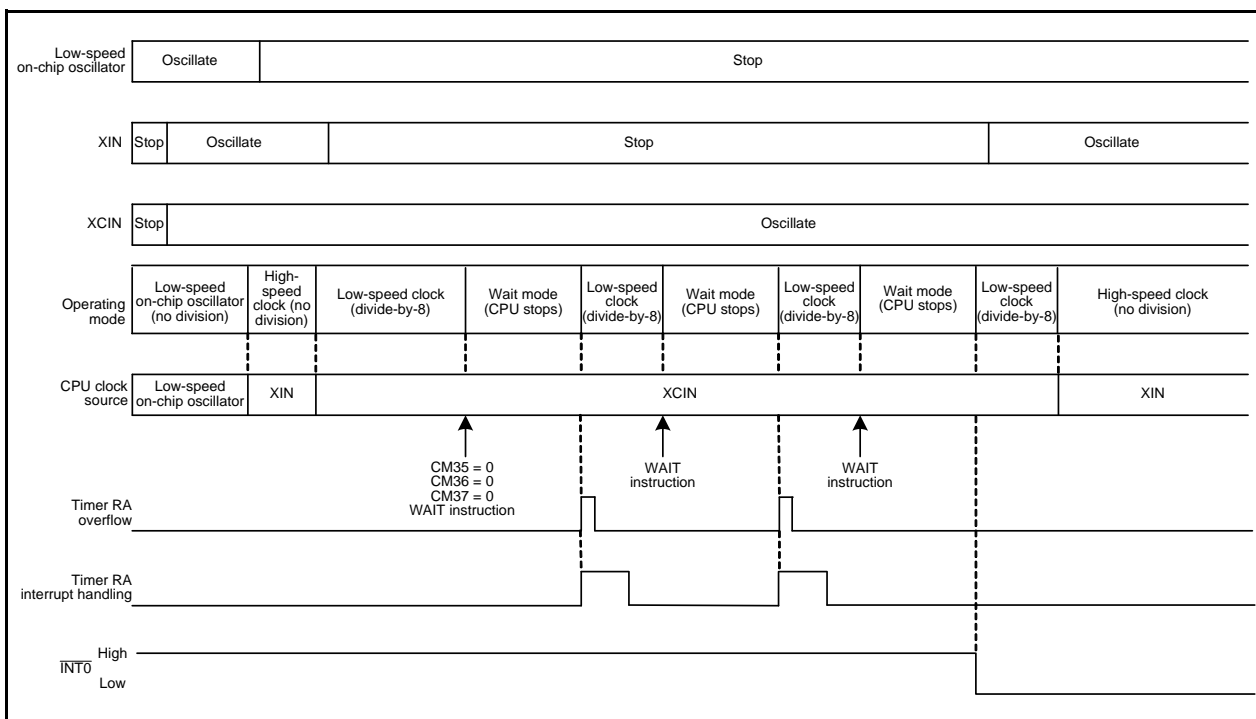 Low-speed
on-chip oscillator
Oscillate
Stop
XIN
Stop
Oscillate
Stop
Oscillate
XCIN
Stop
Oscillate
Operating
mode
Low-speed
on-chip oscillator
(no division)
High-
speed
clock (no
division)
Low-speed clock
(divide-by-8)
Wait mode
(CPU stops)
Low-speed
clock
(divide-by-8)
Wait mode
(CPU stops)
Low-speed
clock
(divide-by-8)
Wait mode
(CPU stops)
Low-speed
clock
(divide-by-8)
High-speed clock
(no division)
CPU clock
source
Low-speed
on-chip oscillator
XIN
XCIN
XIN
CM35 = 0
CM36 = 0
CM37 = 0
WAIT instruction
WAIT
instruction
WAIT
instruction
Timer RA
overflow
Timer RA
interrupt handling
INT0
High
Low